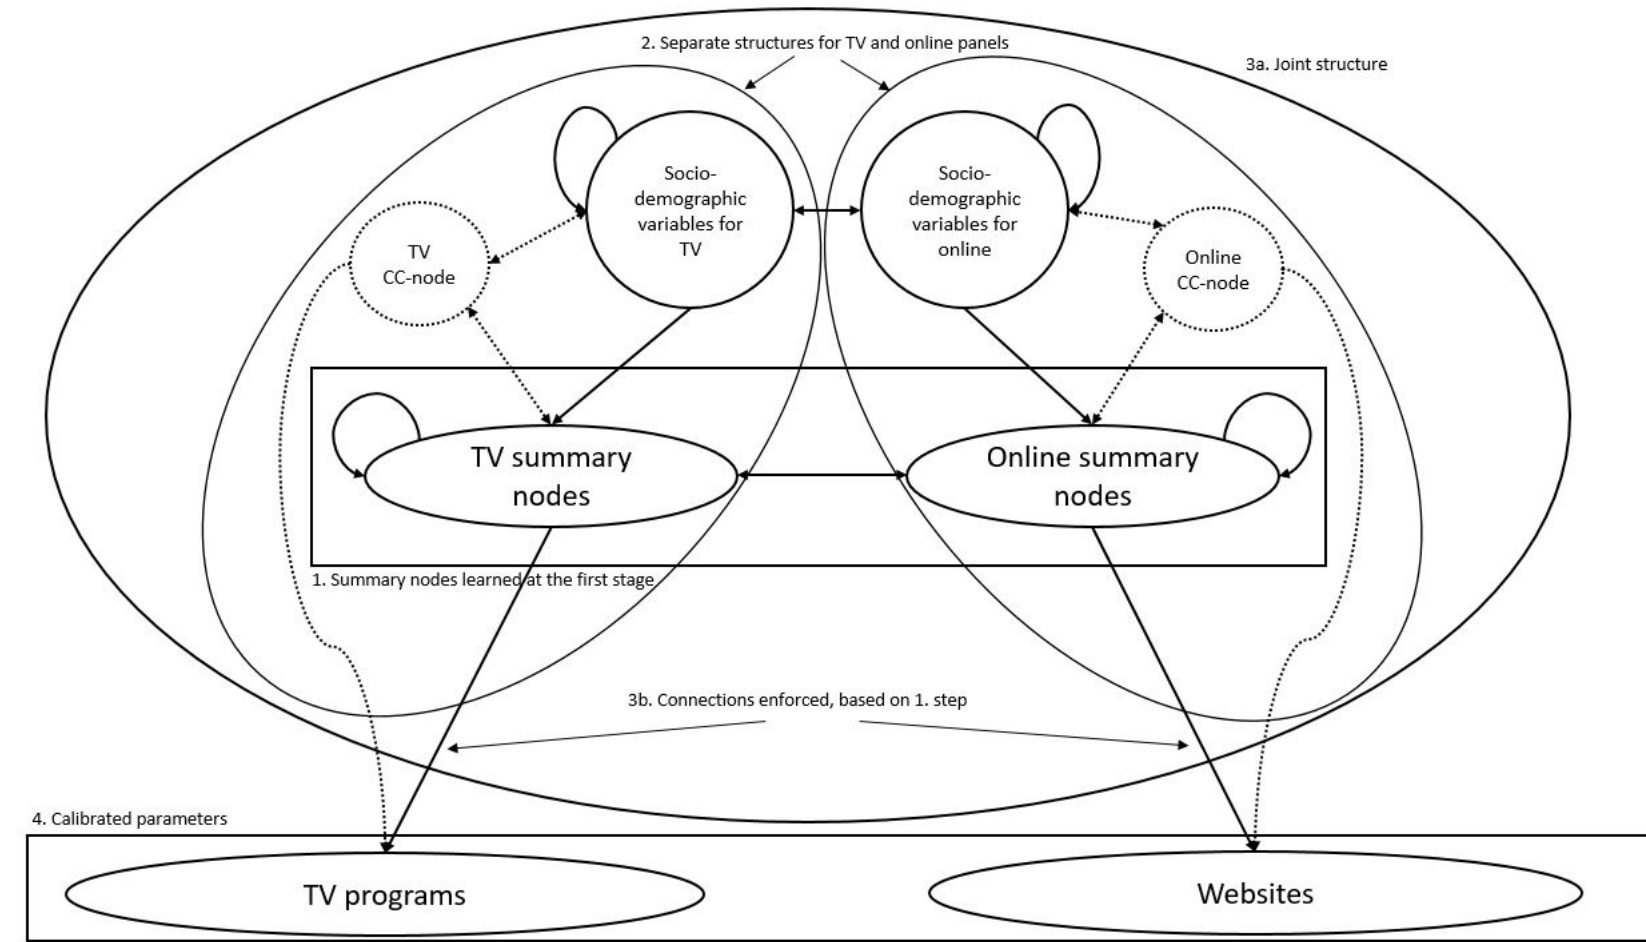 2. Separate structures for TV and online panels
3a. Joint structure
Socio-
demographic
variables for
TV
Socio-
demographic
variables for
online
TV
CC-node
Online
CC-node
TV summary
nodes
Online summary
nodes
1. Summary nodes learned at the first stage
3b. Connections enforced, based on 1. step
4. Calibrated parameters
TV programs
Websites